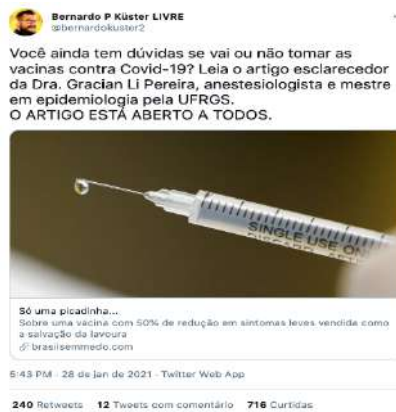 Bernardo P Küster LIVRE
@bernardokuster2
Você ainda tem dúvidas se vai ou não tomar as
vacinas contra Covid-19? Leia o artigo esclarecedor
da Dra. Gracian Li Pereira, anestesiologista e mestre
em epidemiologia pela UFRGS.
O ARTIGO ESTÁ ABERTO A TODOS.
SINGLE USE
Só uma picadinha...
Sobre uma vacina com 50% de redução em sintomas leves vendida como
a salvação da lavoura
brasilsemmedo.com
5:43 PM · 28 de jan de 2021 · Twitter Web App
240 Retweets 12 Tweets com comentário 716 Curtidas